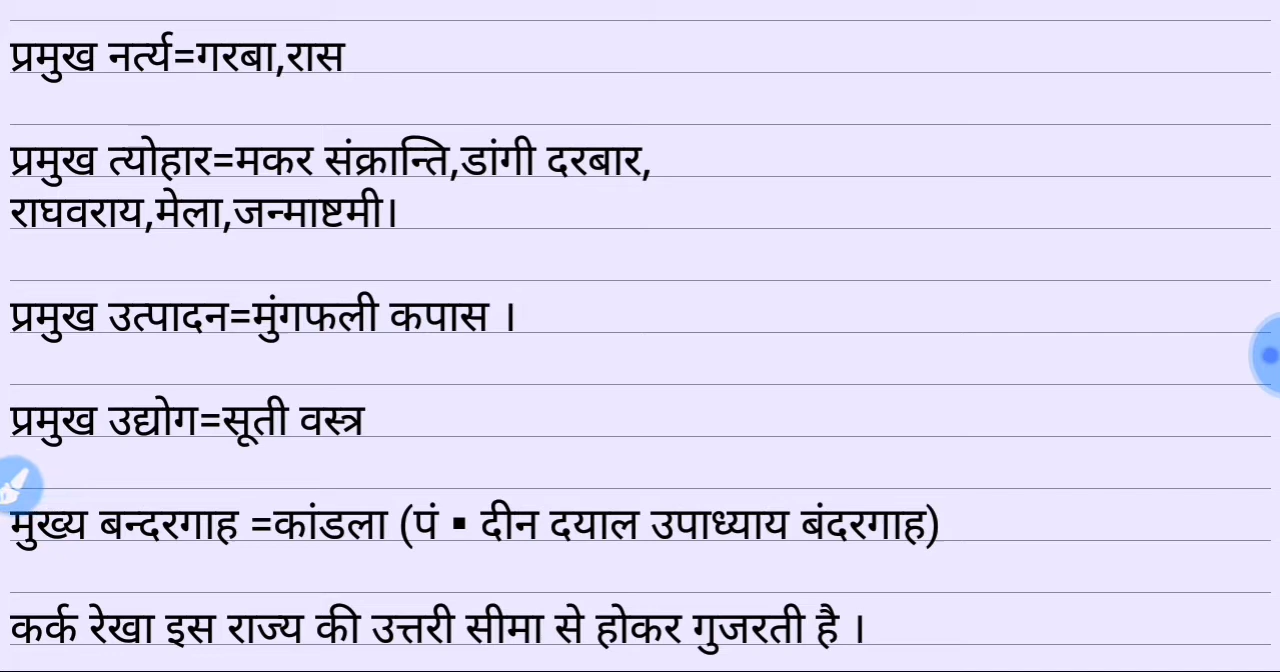 प्रमुख नर्त्य=गरबा,रास
प्रमुख त्योहार=मकर संक्रान्ति,डांगी दरबार,
राघवराय,मेला,जन्माष्टमी।
प्रमुख उत्पादन=मुंगफली कपास ।
प्रमुख उद्योग=सूती वस्त्र
मुख्य बन्दरगाह =कांडला (पं ▪ दीन दयाल उपाध्याय बंदरगाह)
कर्क रेखा इस राज्य की उत्तरी सीमा से होकर गुजरती है ।